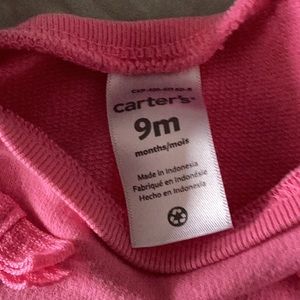 carter's®
9m
months/mois
Made in Indonesia
Fabriqué en Indonésie
Hecho en Indonesia